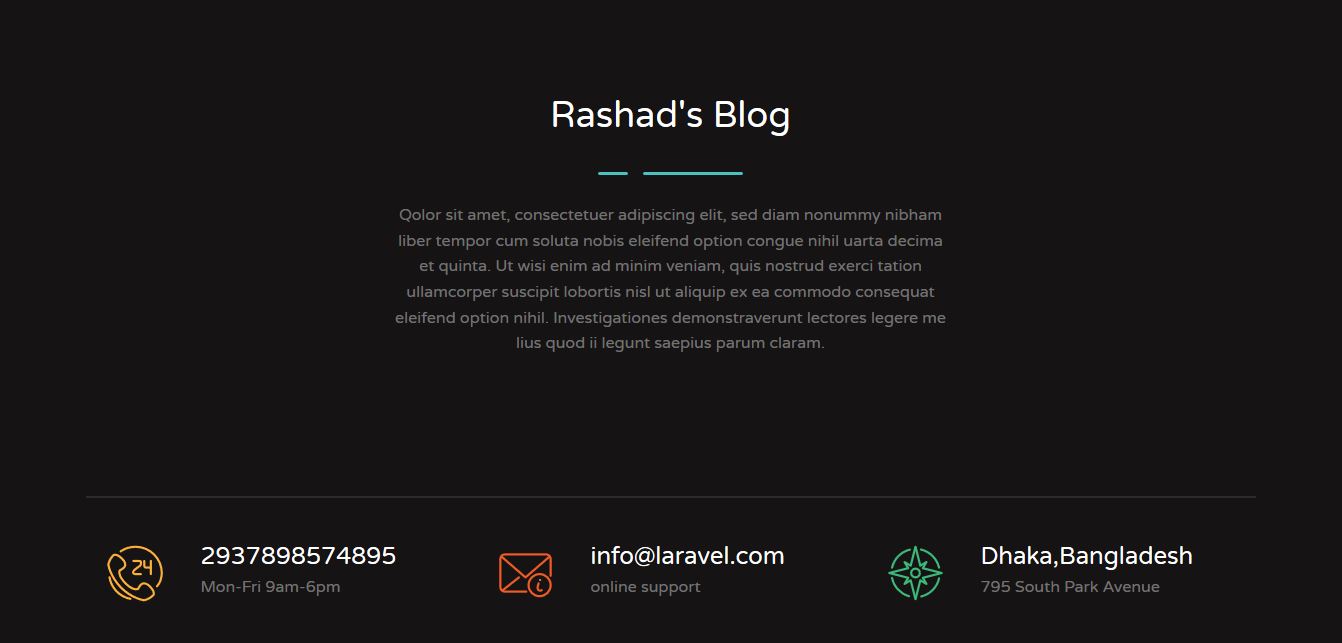 Rashad's Blog
Qolor sit amet, consectetuer adipiscing elit, sed diam nonummy nibham
liber tempor cum soluta nobis eleifend option congue nihil uarta decima
et quinta. Ut wisi enim ad minim veniam, quis nostrud exerci tation
ullamcorper suscipit lobortis nisl ut aliquip ex ea commodo consequat
eleifend option nihil. Investigationes demonstraverunt lectores legere me
lius quod ii legunt saepius parum claram.
24
2937898574895
Mon-Fri 9am-6pm
i
info@laravel.com
online support
Dhaka,Bangladesh
795 South Park Avenue